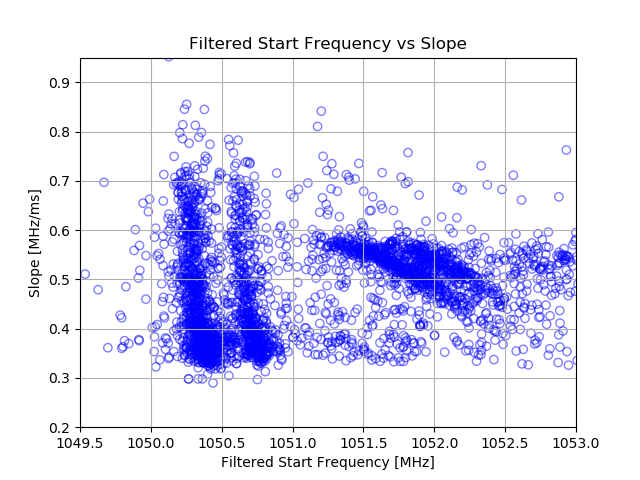 Filtered Start Frequency vs Slope
0.9
0.8
0.7
0.6
0.5
0.4
0.3
0.2
Slope [MHz/ms]
1049.5 1050.0 1050.5 1051.0 1051.5 1052.0 1052.5 1053.0
Filtered Start Frequency [MHz]